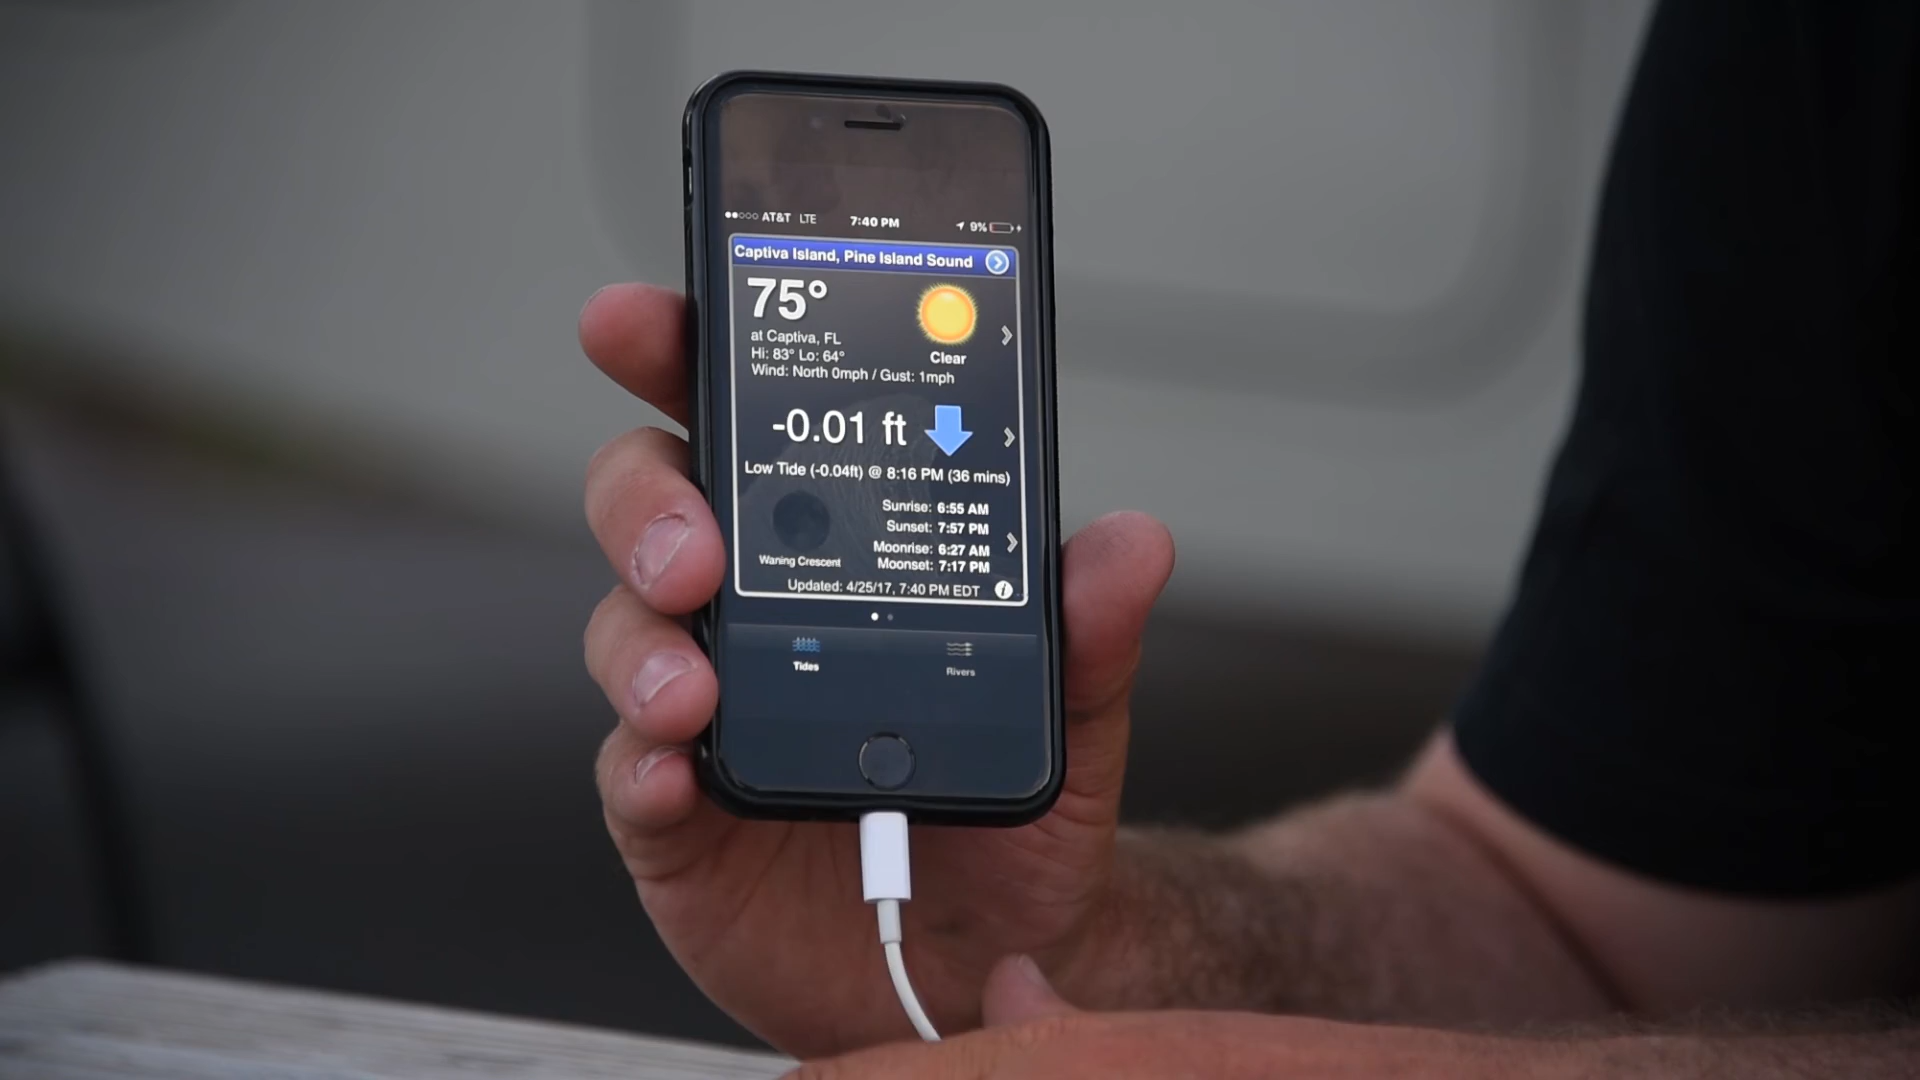 AT&T LTE 7:40 PM 9%
Captiva Island, Pine Island Sound
75°
at Captiva, FL
Hi: 83° Lo: 64°
Wind: North 0mph / Gust: 1mph
Clear
-0.01 ft
Low Tide (-0.04ft) @ 8:16 PM (36 mins)
Sunrise: 6:55 AM
Sunset: 7:57 PM
Moonrise: 6:27 AM
Moonset: 7:17 PM
Waning Crescent
Updated: 4/25/17, 7:40 PM EDT
Tides
Rivers